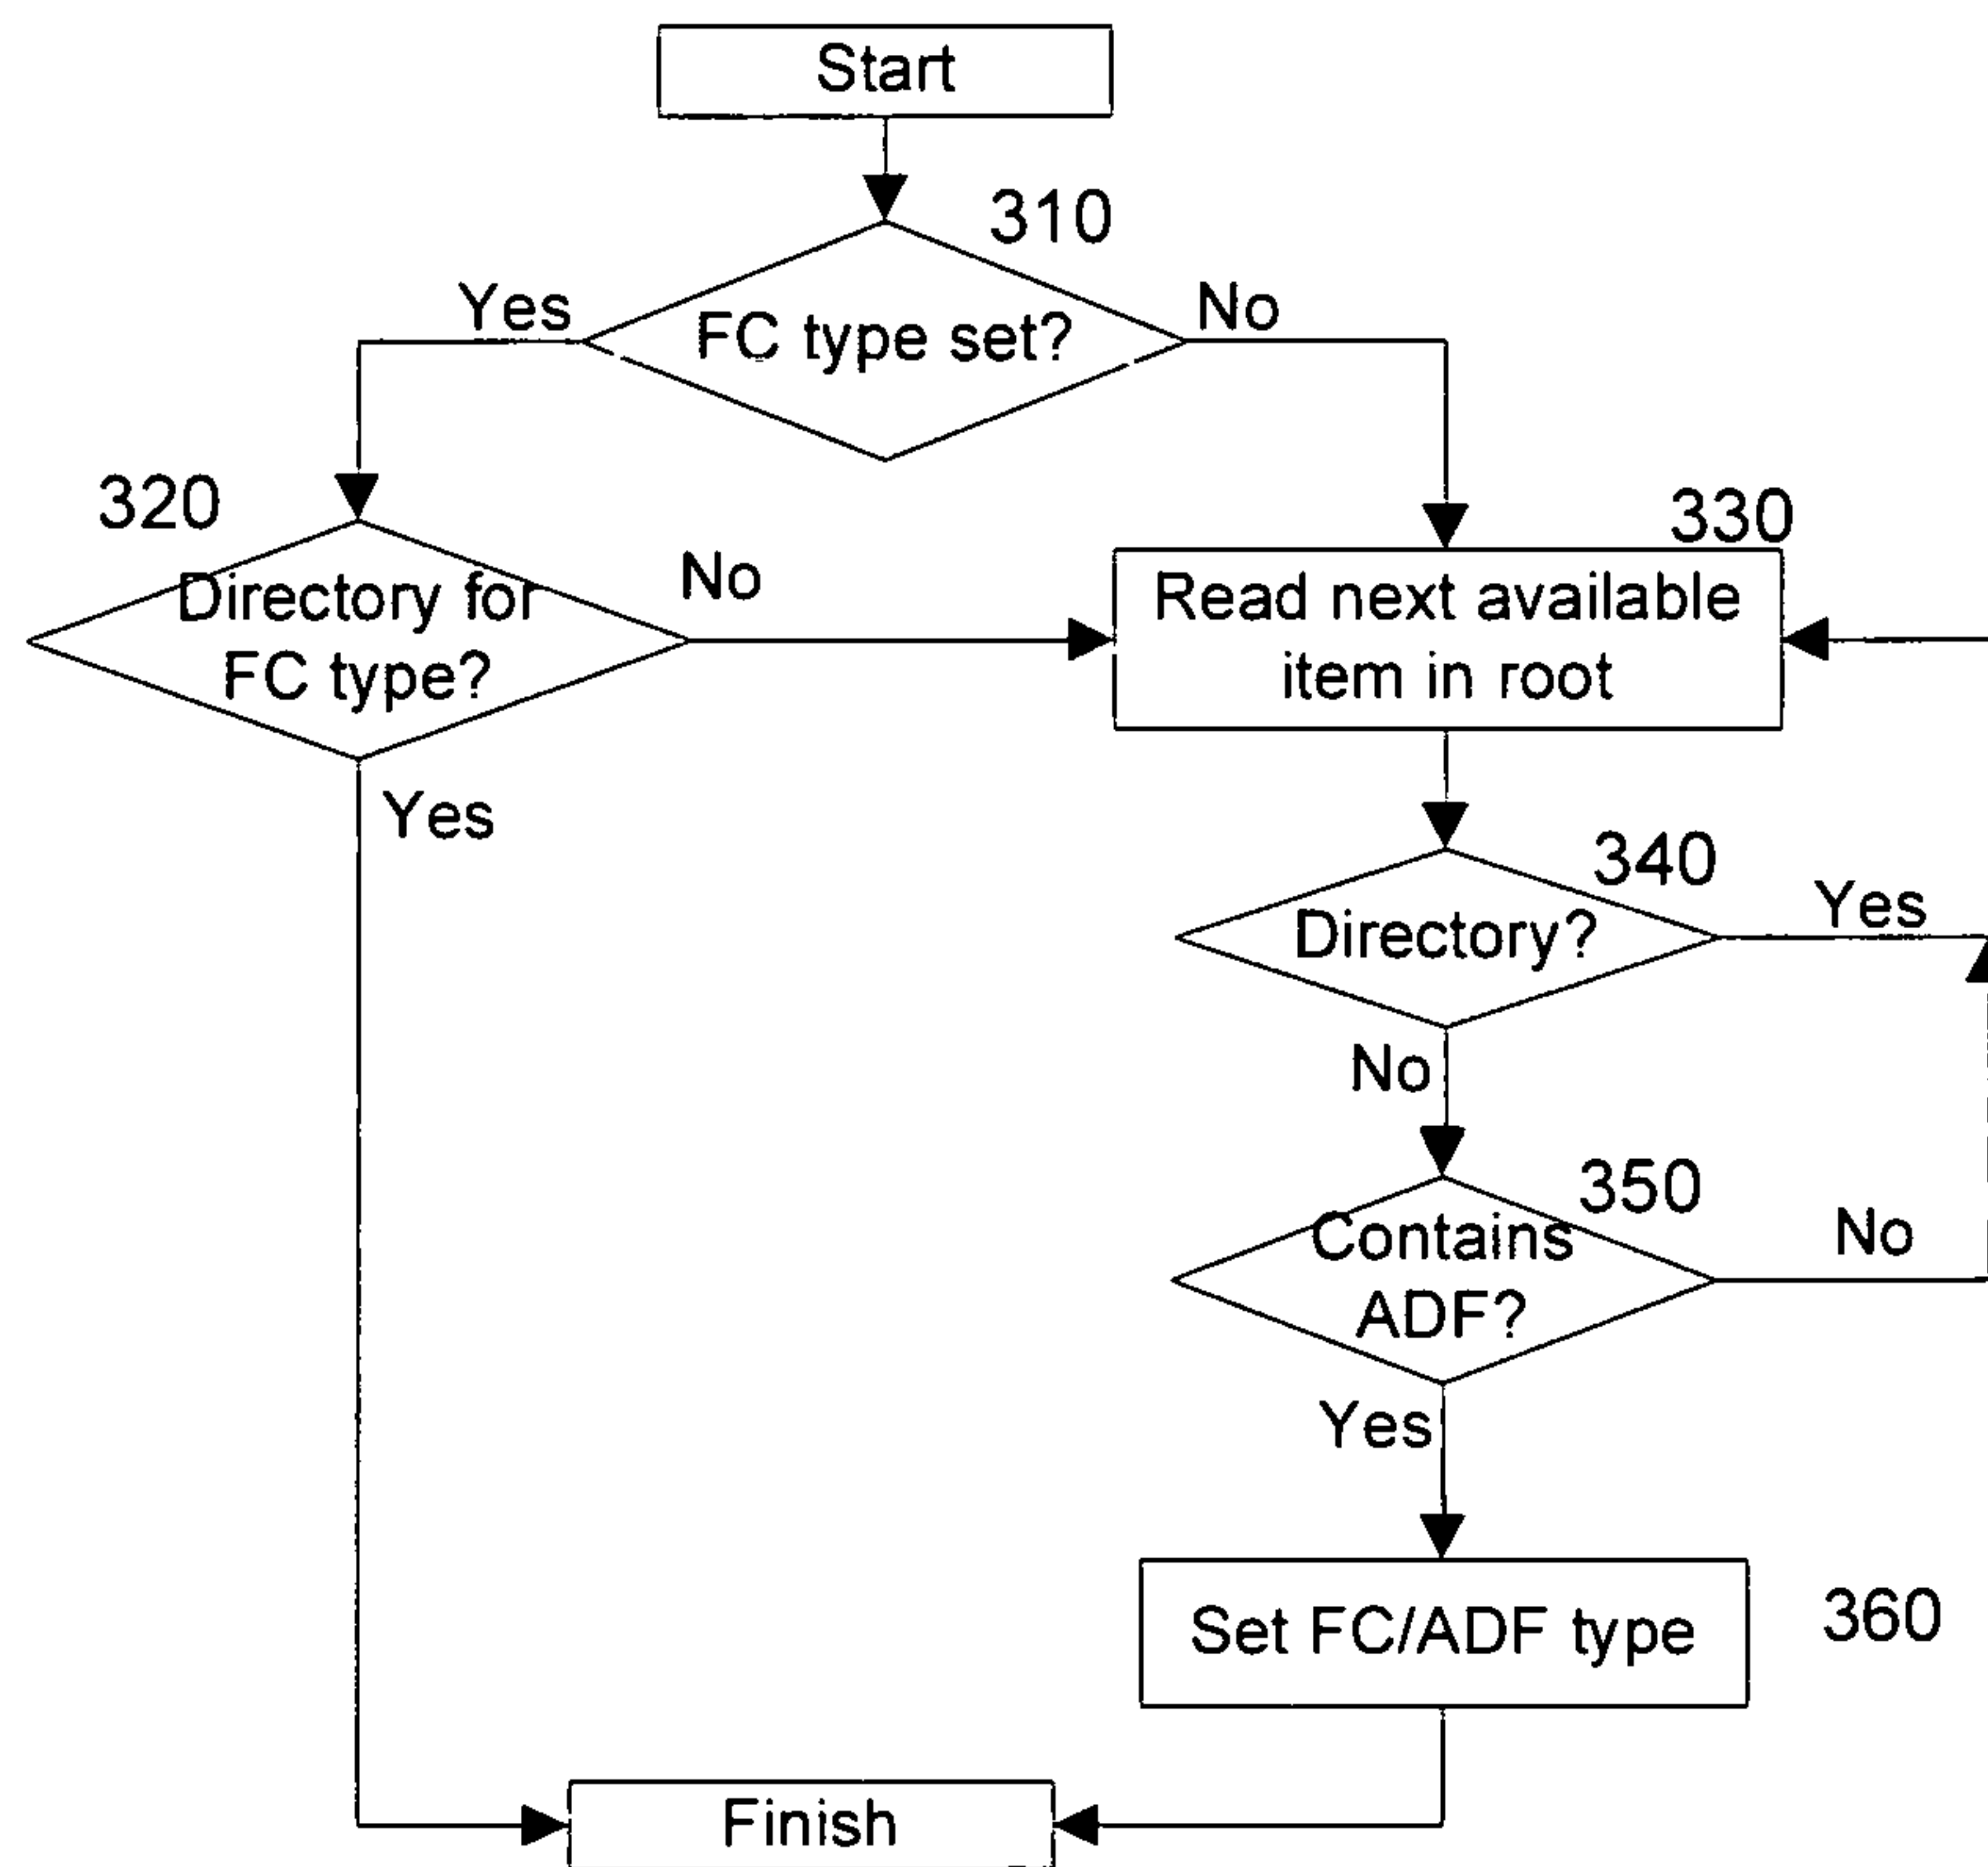 Start
310
FC type set?
Yes
No
320
Directory for
FC type?
No
Yes
330
Read next available
item in root
340
Directory?
Yes
No
350
Contains
ADF?
No
Yes
Set FC/ADF type
360
Finish